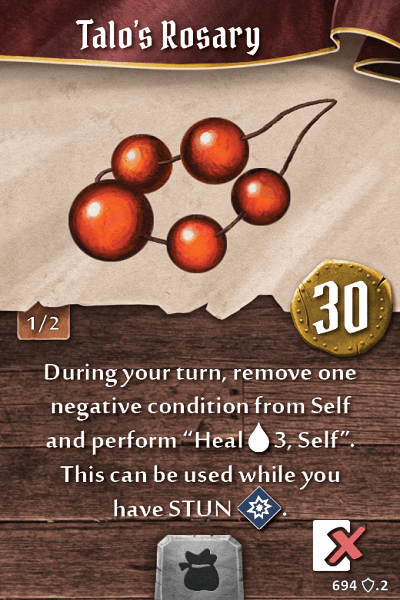 Talo's Rosary
1/2
30
During your turn, remove one
negative condition from Self
and perform “Heal 3, Self”.
This can be used while you
have STUN .
694 .2